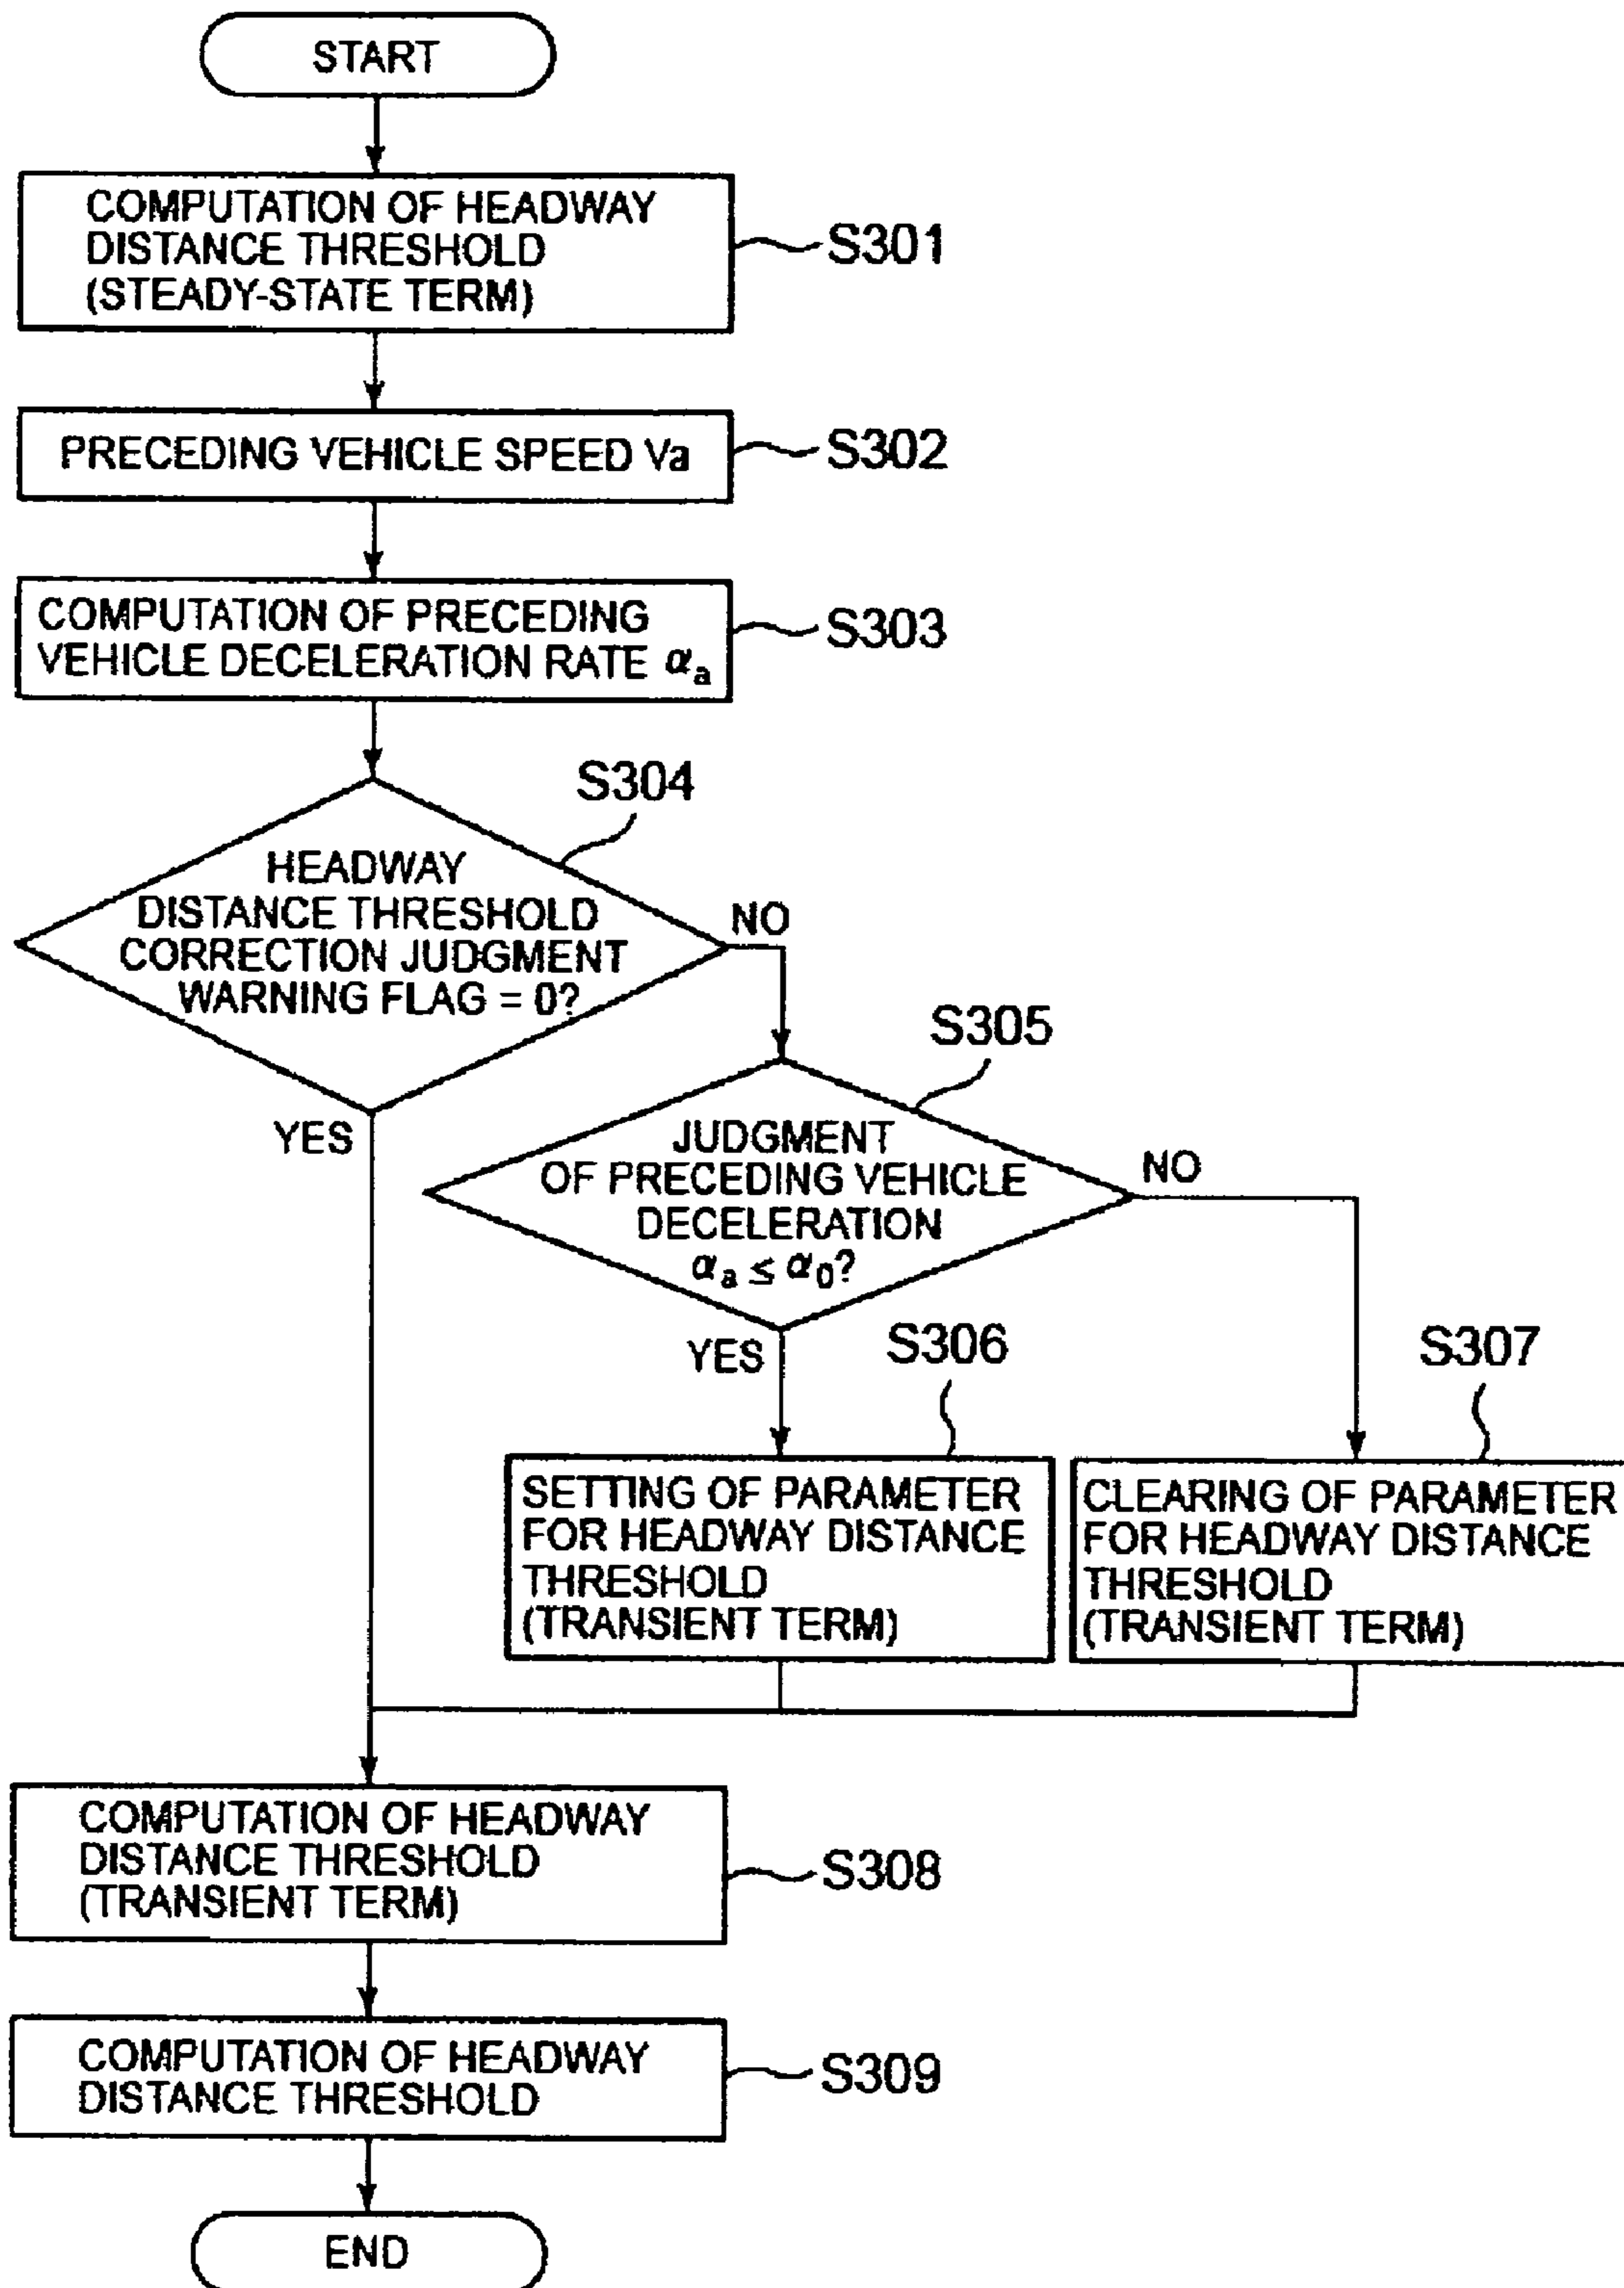 START
COMPUTATION OF HEADWAY
DISTANCE THRESHOLD
(STEADY-STATE TERM)
S301
PRECEDING VEHICLE SPEED Va
S302
COMPUTATION OF PRECEDING
VEHICLE DECELERATION RATE αa
S303
S304
HEADWAY
DISTANCE THRESHOLD
CORRECTION JUDGMENT
WARNING FLAG = 0?
NO
YES
S305
JUDGMENT
OF PRECEDING VEHICLE
DECELERATION
αa ≤ α0?
NO
YES
S306
S307
SETTING OF PARAMETER
FOR HEADWAY DISTANCE
THRESHOLD
(TRANSIENT TERM)
CLEARING OF PARAMETER
FOR HEADWAY DISTANCE
THRESHOLD
(TRANSIENT TERM)
COMPUTATION OF HEADWAY
DISTANCE THRESHOLD
(TRANSIENT TERM)
S308
COMPUTATION OF HEADWAY
DISTANCE THRESHOLD
S309
END